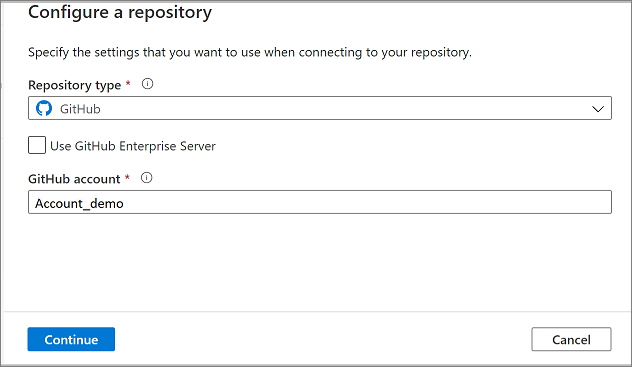 Configure a repository
Specify the settings that you want to use when connecting to your repository.
Repository type *
GitHub
Use GitHub Enterprise Server
GitHub account *
Account_demo
Continue
Cancel